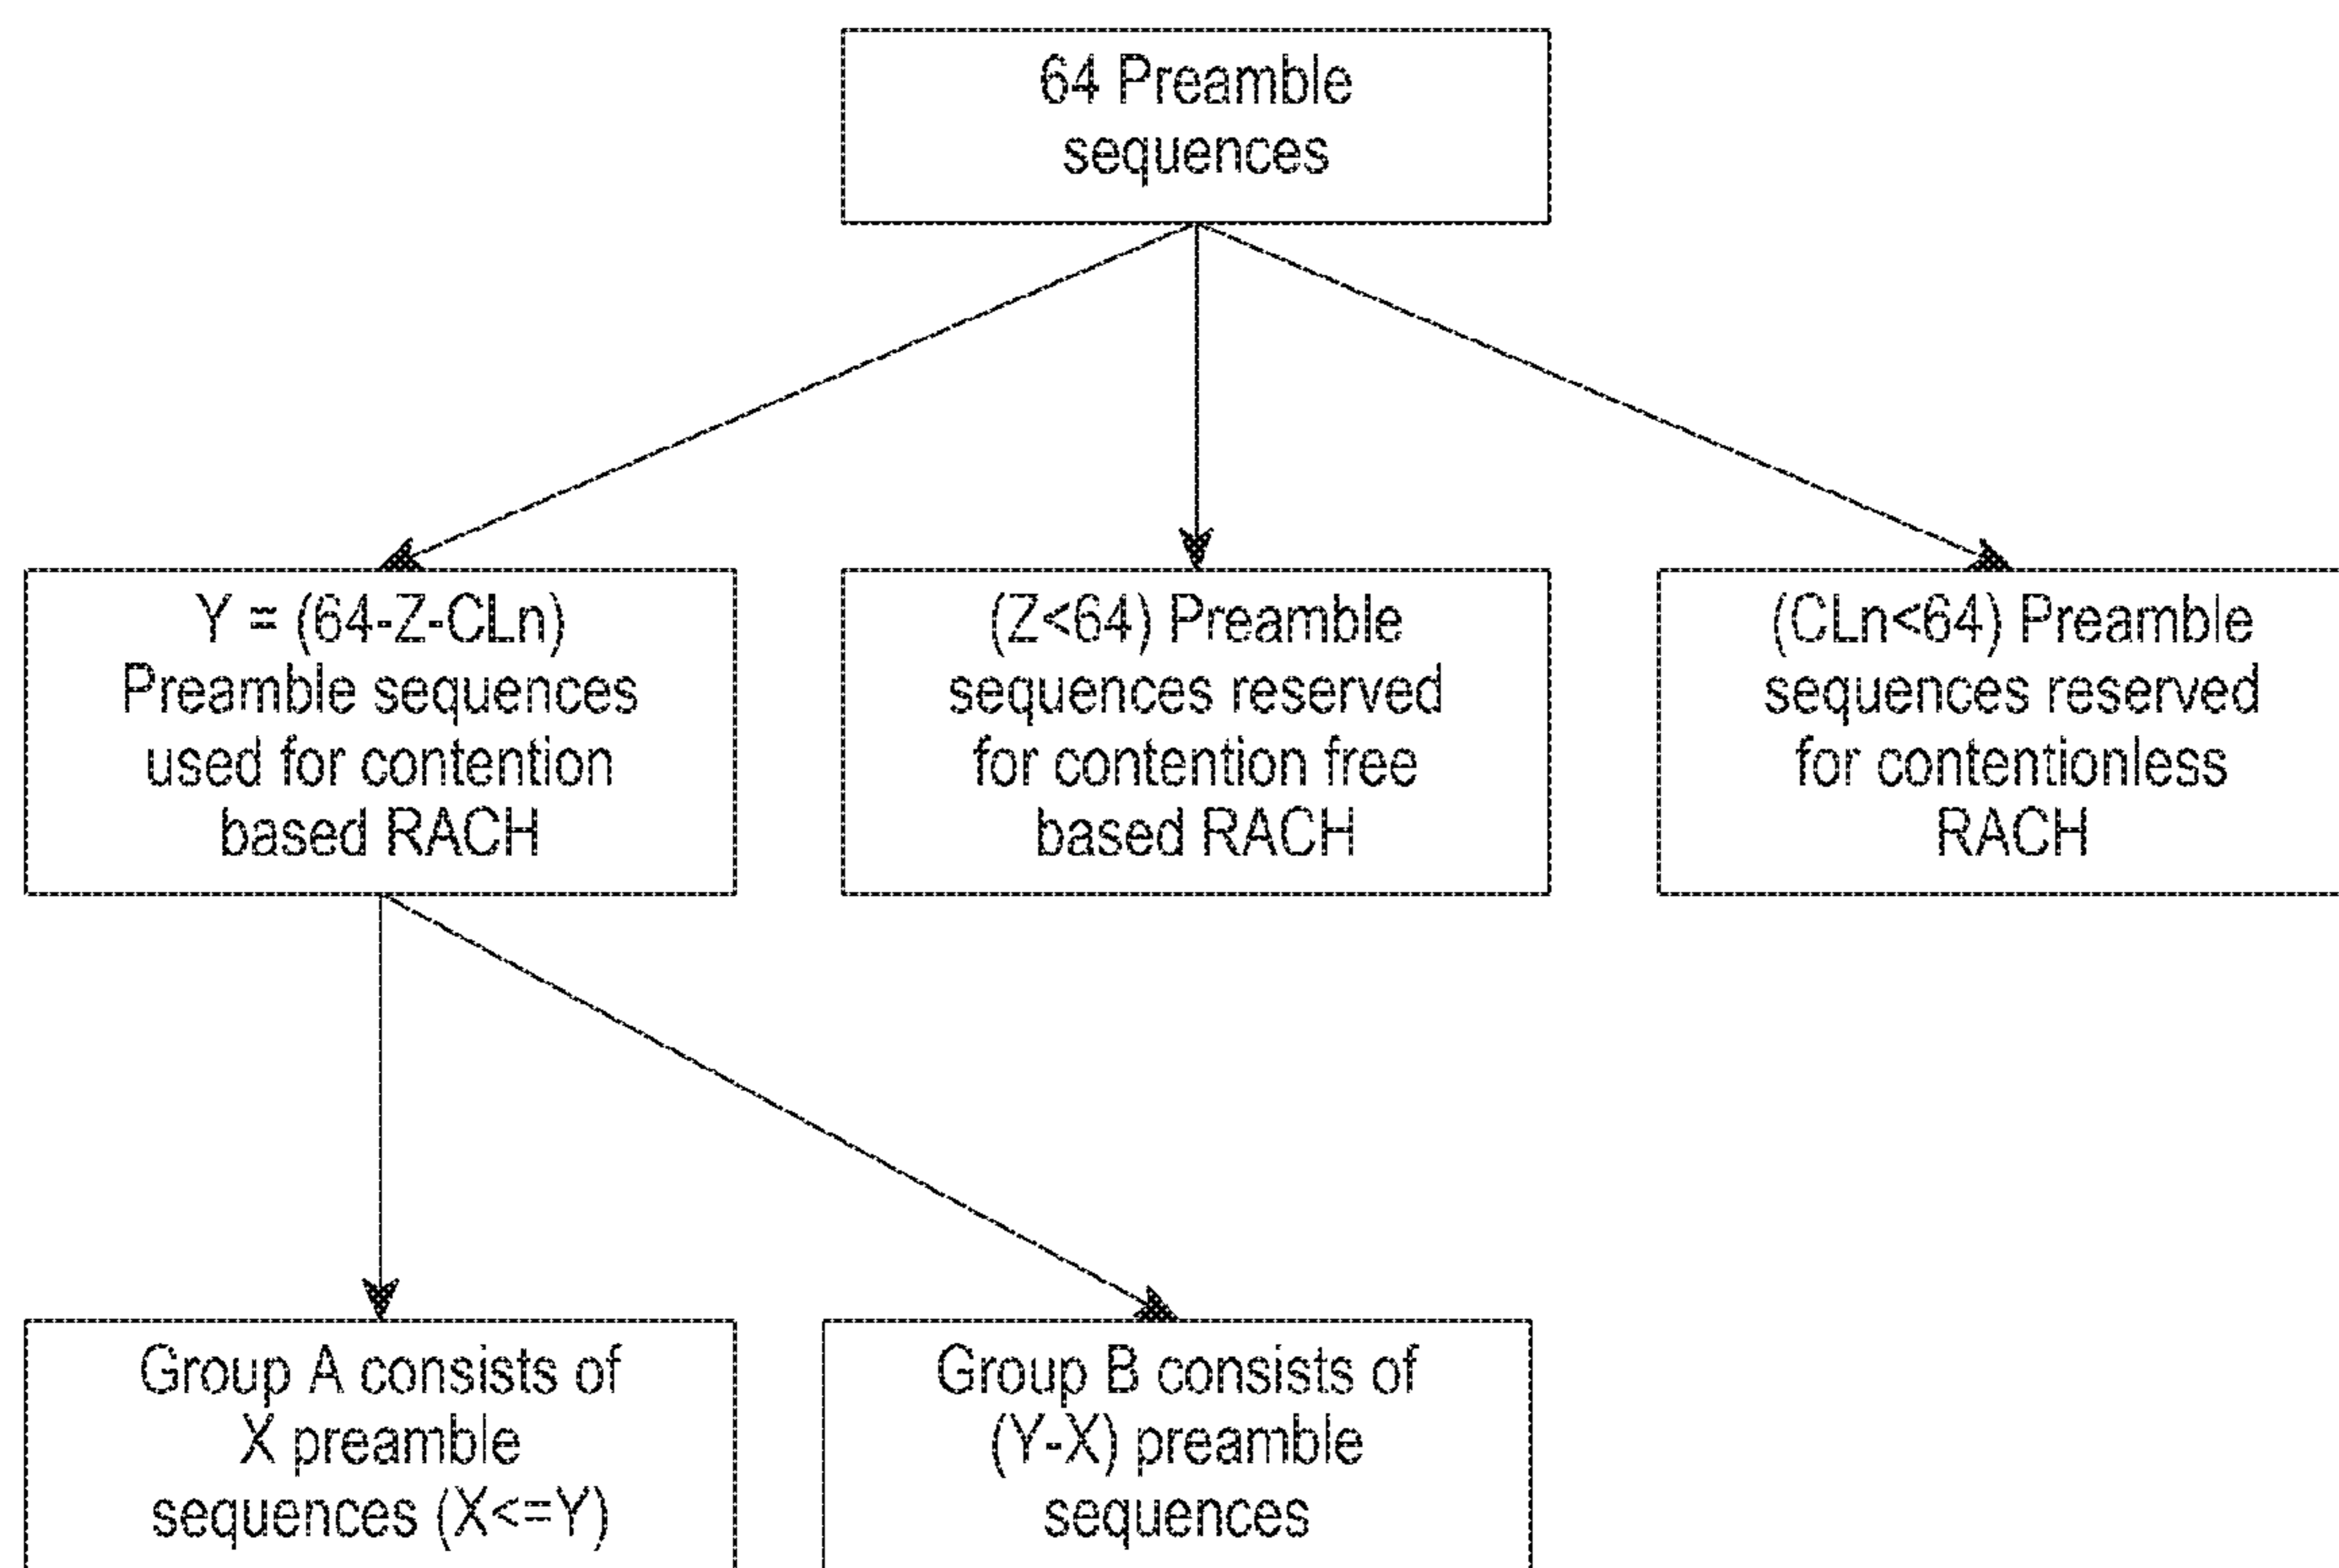 64 Preamble
sequences
Y = (64-Z-CLn)
Preamble sequences
used for contention
based RACH
(Z<64) Preamble
sequences reserved
for contention free
based RACH
(CLn<64) Preamble
sequences reserved
for contentionless
RACH
Group A consists of
X preamble
sequences (X<=Y)
Group B consists of
(Y-X) preamble
sequences